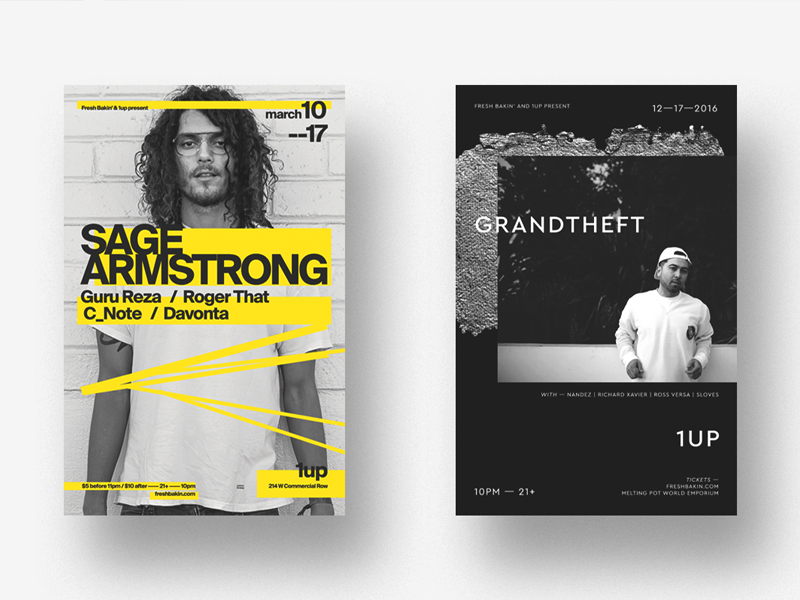 Fresh Bakin' & 1up present
march10
--17
SAGE
ARMSTRONG
Guru Reza / Roger That
C_Note / Davonta
1up
$5 before 11pm / $10 after —— 21+ —— 10pm
214 W Commercial Row
freshbakin.com
FRESH BAKIN' AND 1UP PRESENT
12—17—2016
GRANDTHEFT
WITH — NANDEZ | RICHARD XAVIER | ROSS VERSA | SLOVES
1UP
TICKETS —
FRESHBAKIN.COM
10PM — 21+
MELTING POT WORLD EMPORIUM